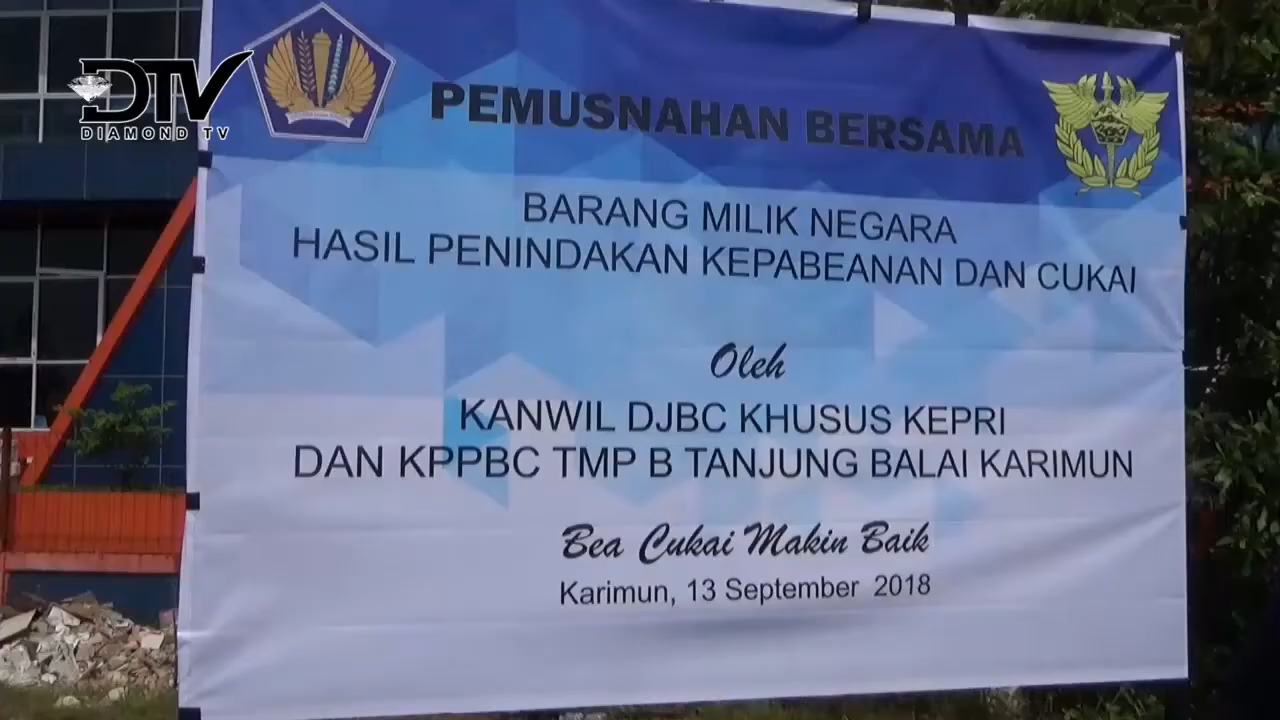 DTV
DIAMOND TV
PEMUSNAHAN BERSAMA
BARANG MILIK NEGARA
HASIL PENINDAKAN KEPABEANAN DAN CUKAI
Oleh
KANWIL DJBC KHUSUS KEPRI
DAN KPPBC TMP B TANJUNG BALAI KARIMUN
Bea Cukai Makin Baik
Karimun, 13 September 2018